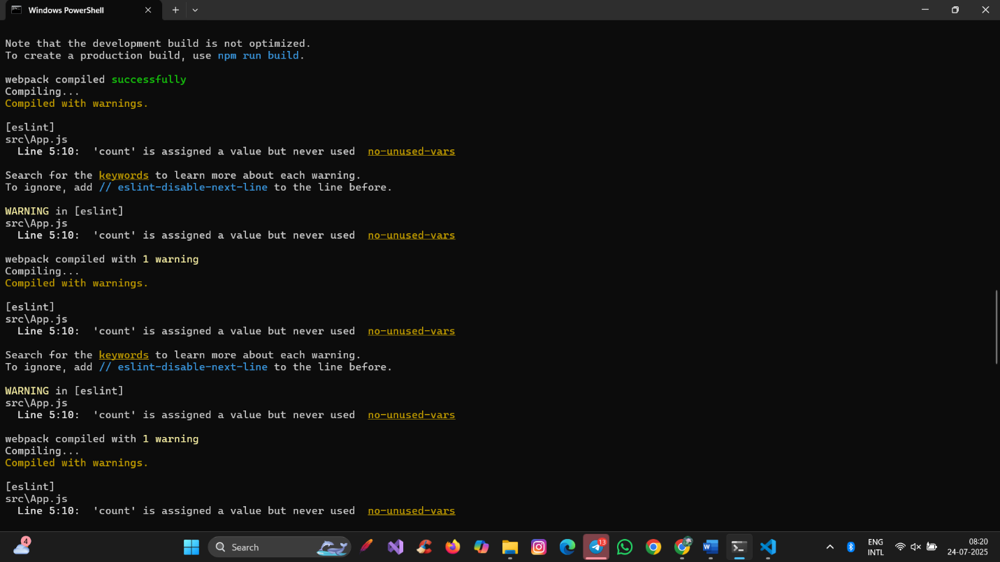 Windows PowerShell
Note that the development build is not optimized.
To create a production build, use npm run build.
webpack compiled successfully
Compiling...
Compiled with warnings.
[eslint]
src\App.js
Line 5:10: 'count' is assigned a value but never used no-unused-vars
Search for the keywords to learn more about each warning.
To ignore, add // eslint-disable-next-line to the line before.
WARNING in [eslint]
src\App.js
Line 5:10: 'count' is assigned a value but never used no-unused-vars
webpack compiled with 1 warning
Compiling...
Compiled with warnings.
[eslint]
src\App.js
Line 5:10: 'count' is assigned a value but never used no-unused-vars
Search for the keywords to learn more about each warning.
To ignore, add // eslint-disable-next-line to the line before.
WARNING in [eslint]
src\App.js
Line 5:10: 'count' is assigned a value but never used no-unused-vars
webpack compiled with 1 warning
Compiling...
Compiled with warnings.
[eslint]
src\App.js
Line 5:10: 'count' is assigned a value but never used no-unused-vars
4
Search
13
W
ENG
INTL
08:20
24-07-2025